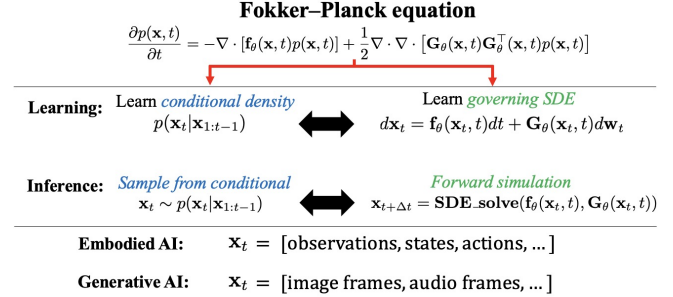 Fokker–Planck equation
∂p(x, t)/∂t = −∇ · [f_θ(x, t)p(x, t)] + 1/2 ∇ · ∇ · [G_θ(x, t)G_θ^⊤(x, t)p(x, t)]
Learning: Learn conditional density Learn governing SDE
p(x_t|x_{1:t−1}) dx_t = f_θ(x_t, t)dt + G_θ(x_t, t)dw_t
Inference: Sample from conditional Forward simulation
x_t ∼ p(x_t|x_{1:t−1}) x_{t+Δt} = SDE_solve(f_θ(x_t, t), G_θ(x_t, t))
Embodied AI: x_t = [observations, states, actions, ... ]
Generative AI: x_t = [image frames, audio frames, ... ]